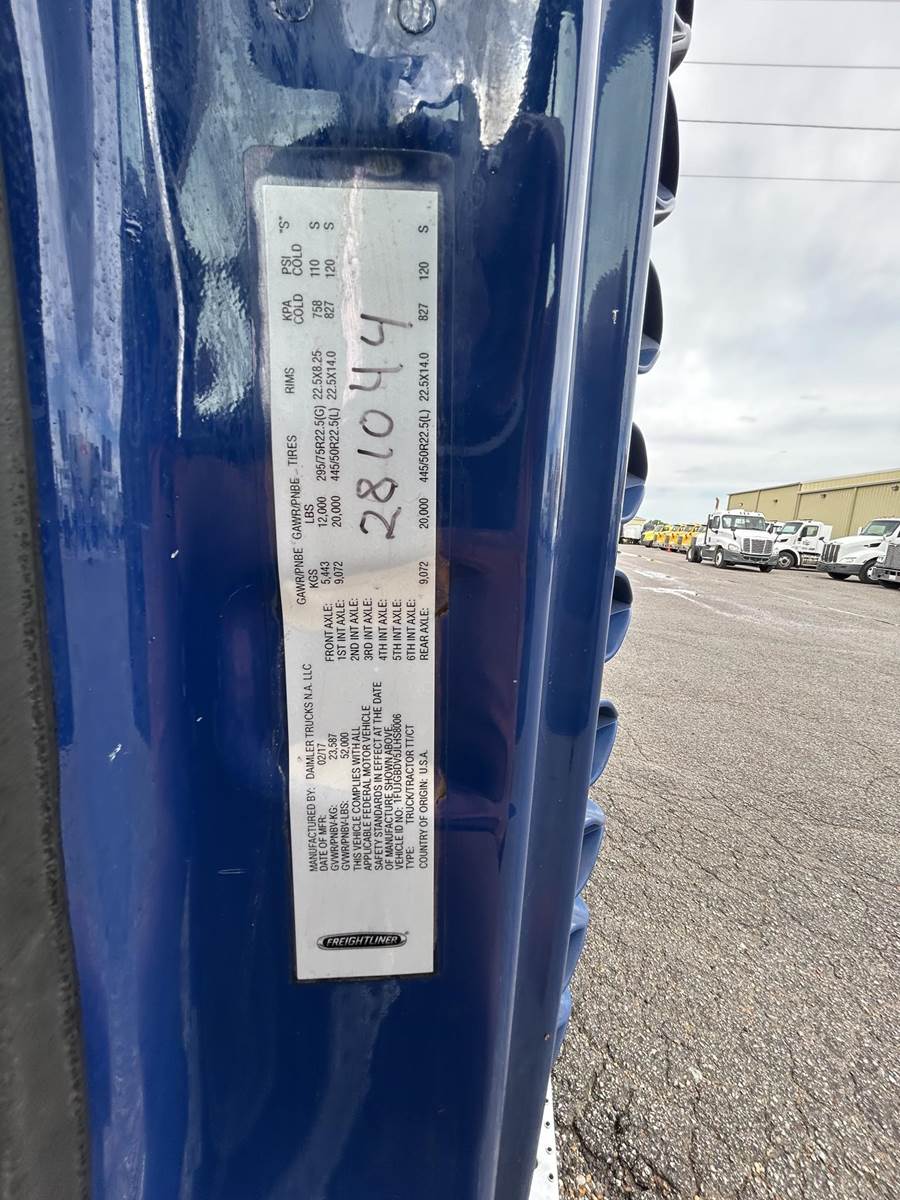 FREIGHTLINER
MANUFACTURED BY: DAIMLER TRUCKS N.A. LLC
DATE OF MFR: 02/17
GVWR/PNBV-KG: 23,587
GVWR/PNBV-LBS: 52,000
THIS VEHICLE COMPLIES WITH ALL
APPLICABLE FEDERAL MOTOR VEHICLE
SAFETY STANDARDS IN EFFECT AT THE DATE
OF MANUFACTURE SHOWN ABOVE.
VEHICLE ID NO: 1FUJGBDV5JLHS8006
TYPE: TRUCK/TRACTOR TT/CT
COUNTRY OF ORIGIN: U.S.A.
GAWR/PNBE GAWR/PNBE - TIRES RIMS KPA PSI "S"
KGS LBS COLD COLD
FRONT AXLE: 5,443 12,000 295/75R22.5(G) 22.5X8.25 758 110 S
1ST INT AXLE: 9,072 20,000 445/50R22.5(L) 22.5X14.0 827 120 S
2ND INT AXLE:
3RD INT AXLE:
4TH INT AXLE:
5TH INT AXLE:
6TH INT AXLE:
REAR AXLE: 9,072 20,000 445/50R22.5(L) 22.5X14.0 827 120 S
281044